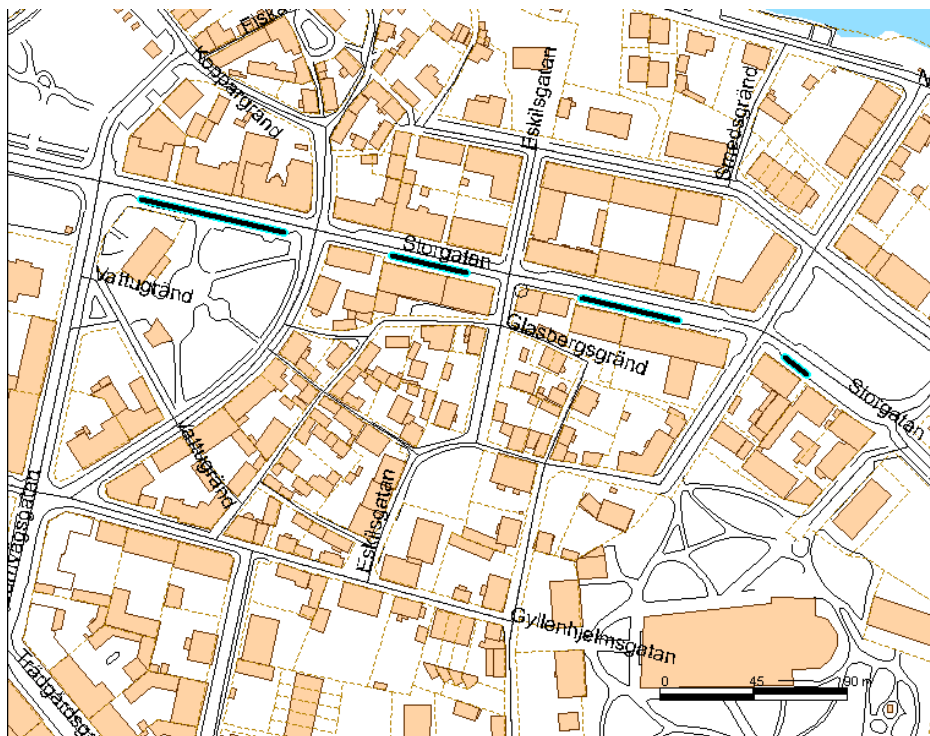 Koppargränd
Eskilsgatan
Smedsgränd
Storgatan
Vattugränd
Glasbergsgränd
Storgatan
Vattugränd
Eskilsgatan
Gyllenhjelmsgatan
0 45 90 m